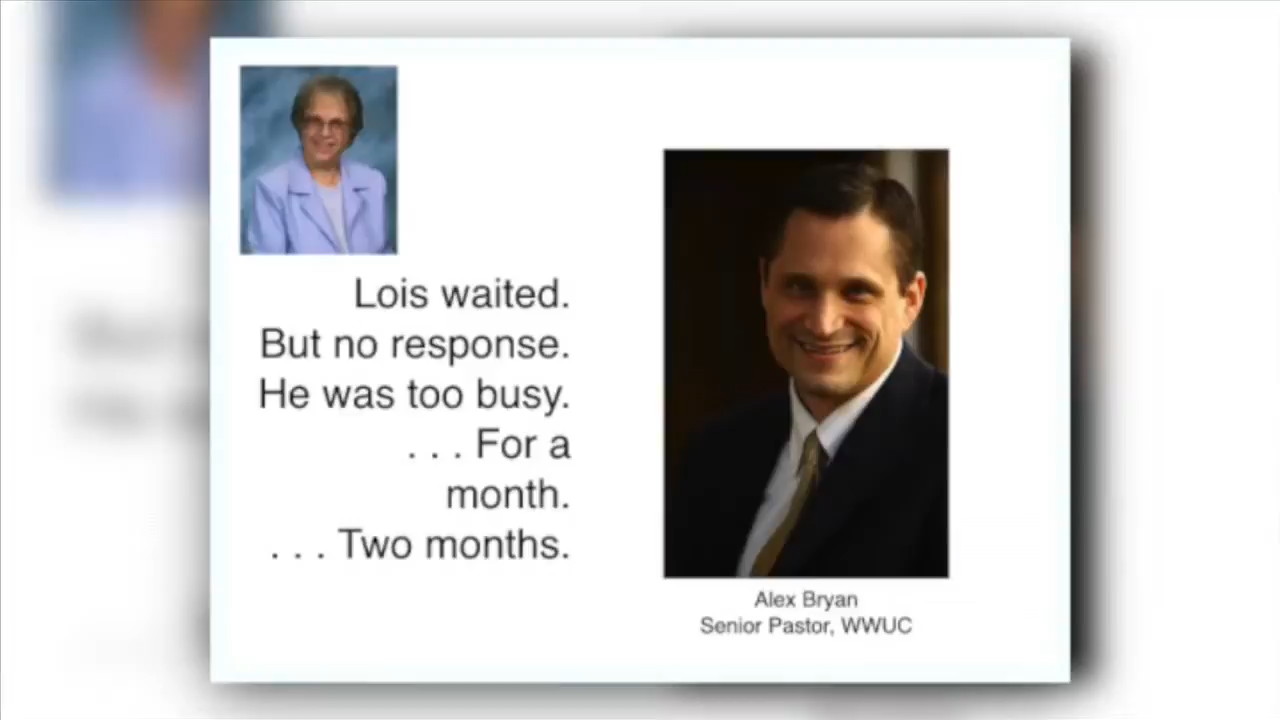 Lois waited.
But no response.
He was too busy.
. . . For a
month.
. . . Two months.
Alex Bryan
Senior Pastor, WWUC